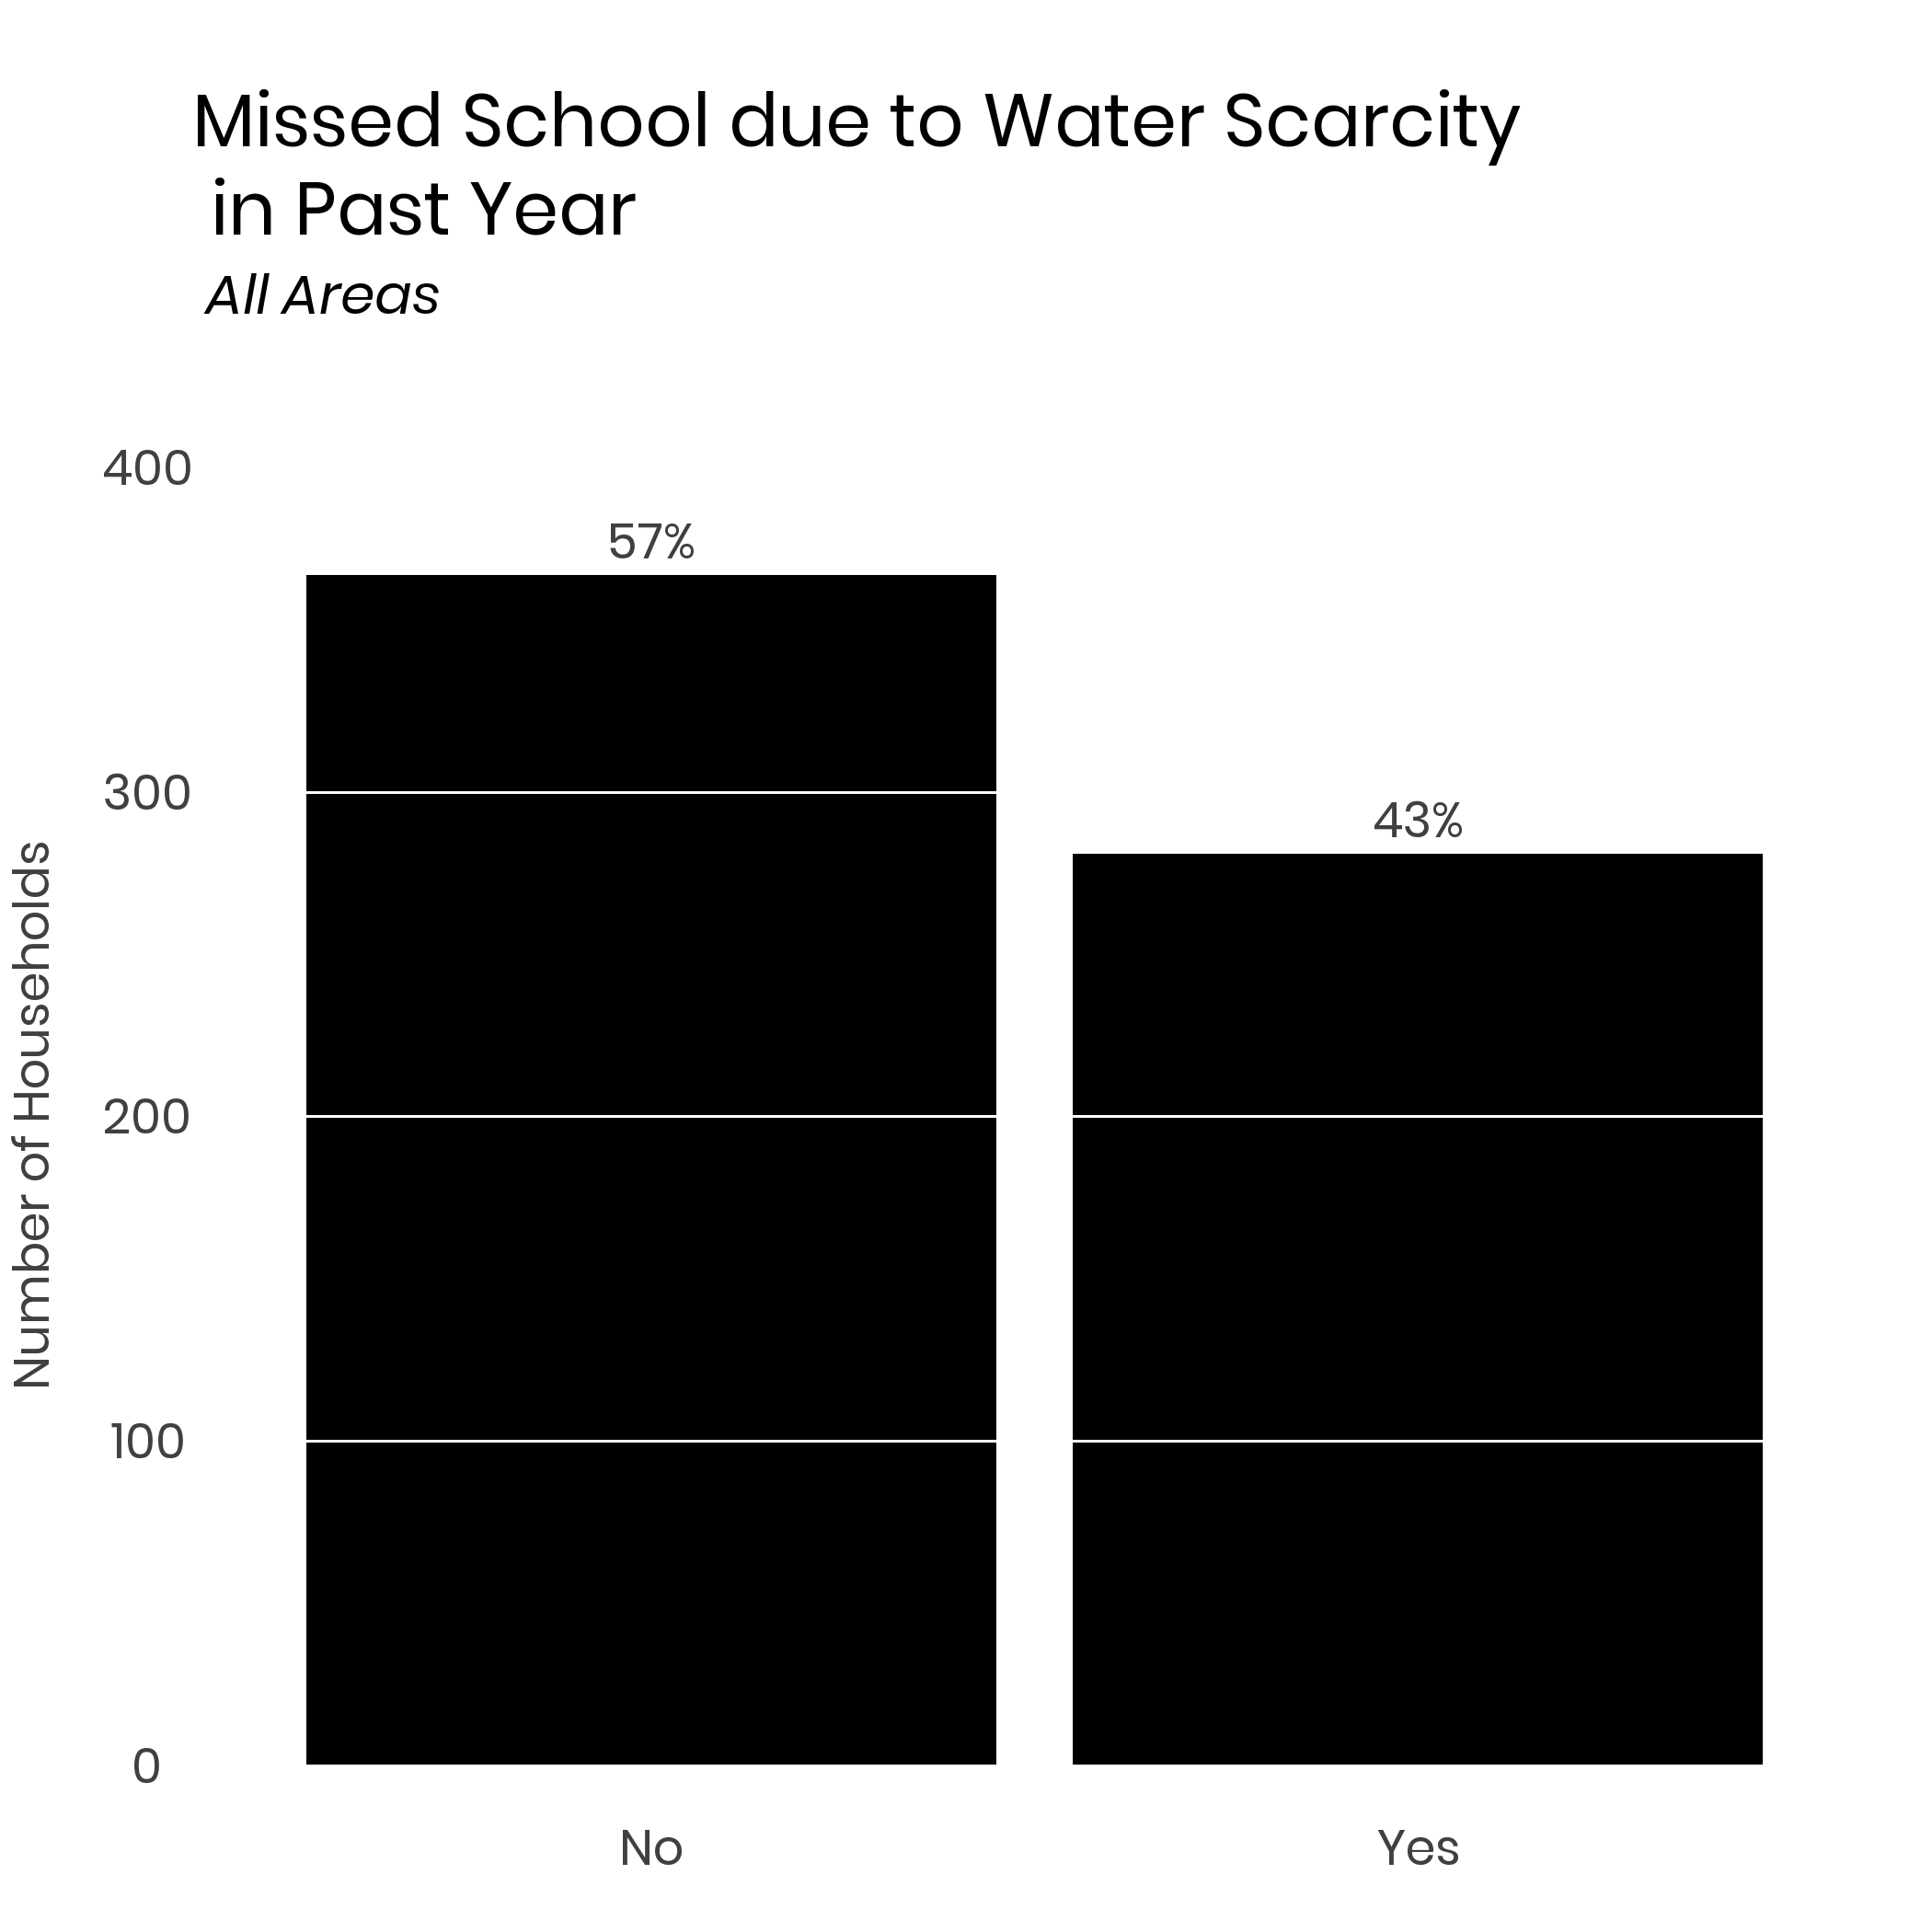 Missed School due to Water Scarcity
in Past Year
All Areas
400
57%
300
43%
Number of Households
200
100
0
No
Yes